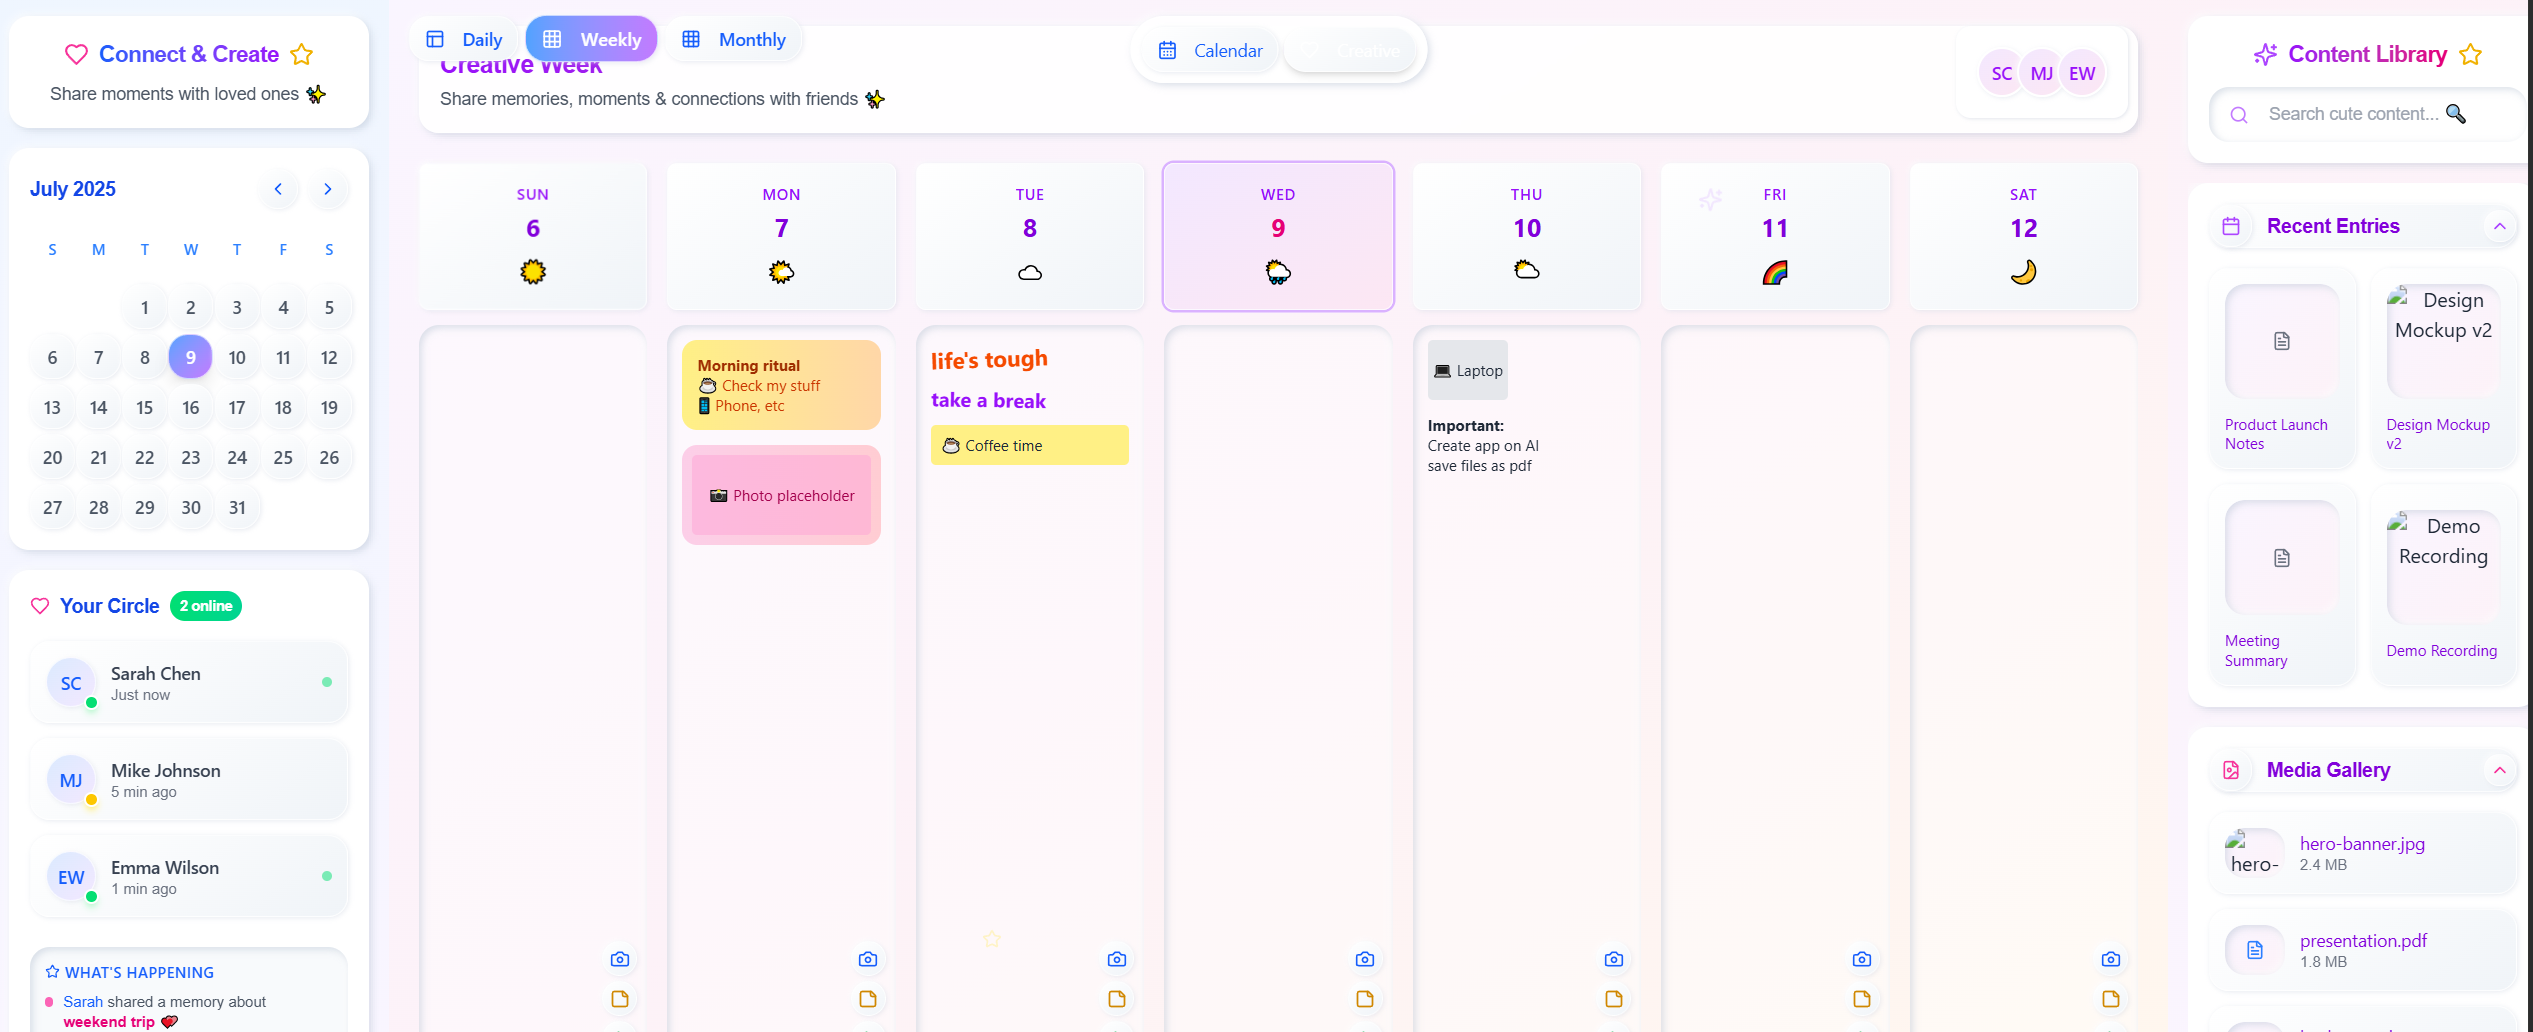 Connect & Create
Share moments with loved ones ✨
July 2025
S M T W T F S
1 2 3 4 5
6 7 8 9 10 11 12
13 14 15 16 17 18 19
20 21 22 23 24 25 26
27 28 29 30 31
Your Circle 2 online
SC Sarah Chen
Just now
MJ Mike Johnson
5 min ago
EW Emma Wilson
1 min ago
WHAT'S HAPPENING
Sarah shared a memory about
weekend trip 💕
Daily Weekly Monthly
Calendar Creative
Creative Week
Share memories, moments & connections with friends ✨
SC MJ EW
SUN
6
MON
7
TUE
8
WED
9
THU
10
FRI
11
SAT
12
Morning ritual
☕ Check my stuff
📱 Phone, etc
📷 Photo placeholder
life's tough
take a break
☕ Coffee time
💻 Laptop
Important:
Create app on AI
save files as pdf
Content Library
Search cute content... 🔍
Recent Entries
Product Launch
Notes
Design
Mockup v2
Design Mockup
v2
Meeting
Summary
Demo
Recording
Demo Recording
Media Gallery
hero-
hero-banner.jpg
2.4 MB
presentation.pdf
1.8 MB